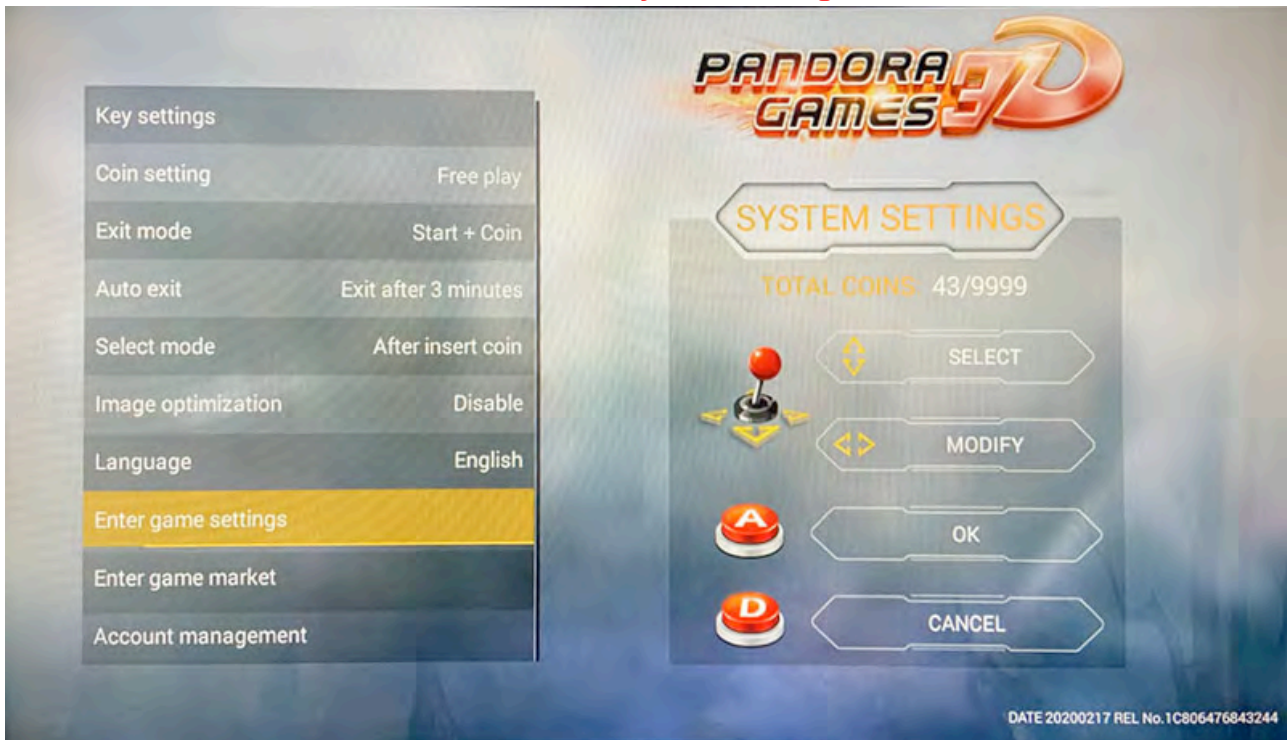 PANDORA
GAMES 3D
Key settings
Coin setting Free play
Exit mode Start + Coin
Auto exit Exit after 3 minutes
Select mode After insert coin
Image optimization Disable
Language English
Enter game settings
Enter game market
Account management
SYSTEM SETTINGS
TOTAL COINS: 43/9999
SELECT
MODIFY
A OK
D CANCEL
DATE 20200217 REL No.1C806476843244